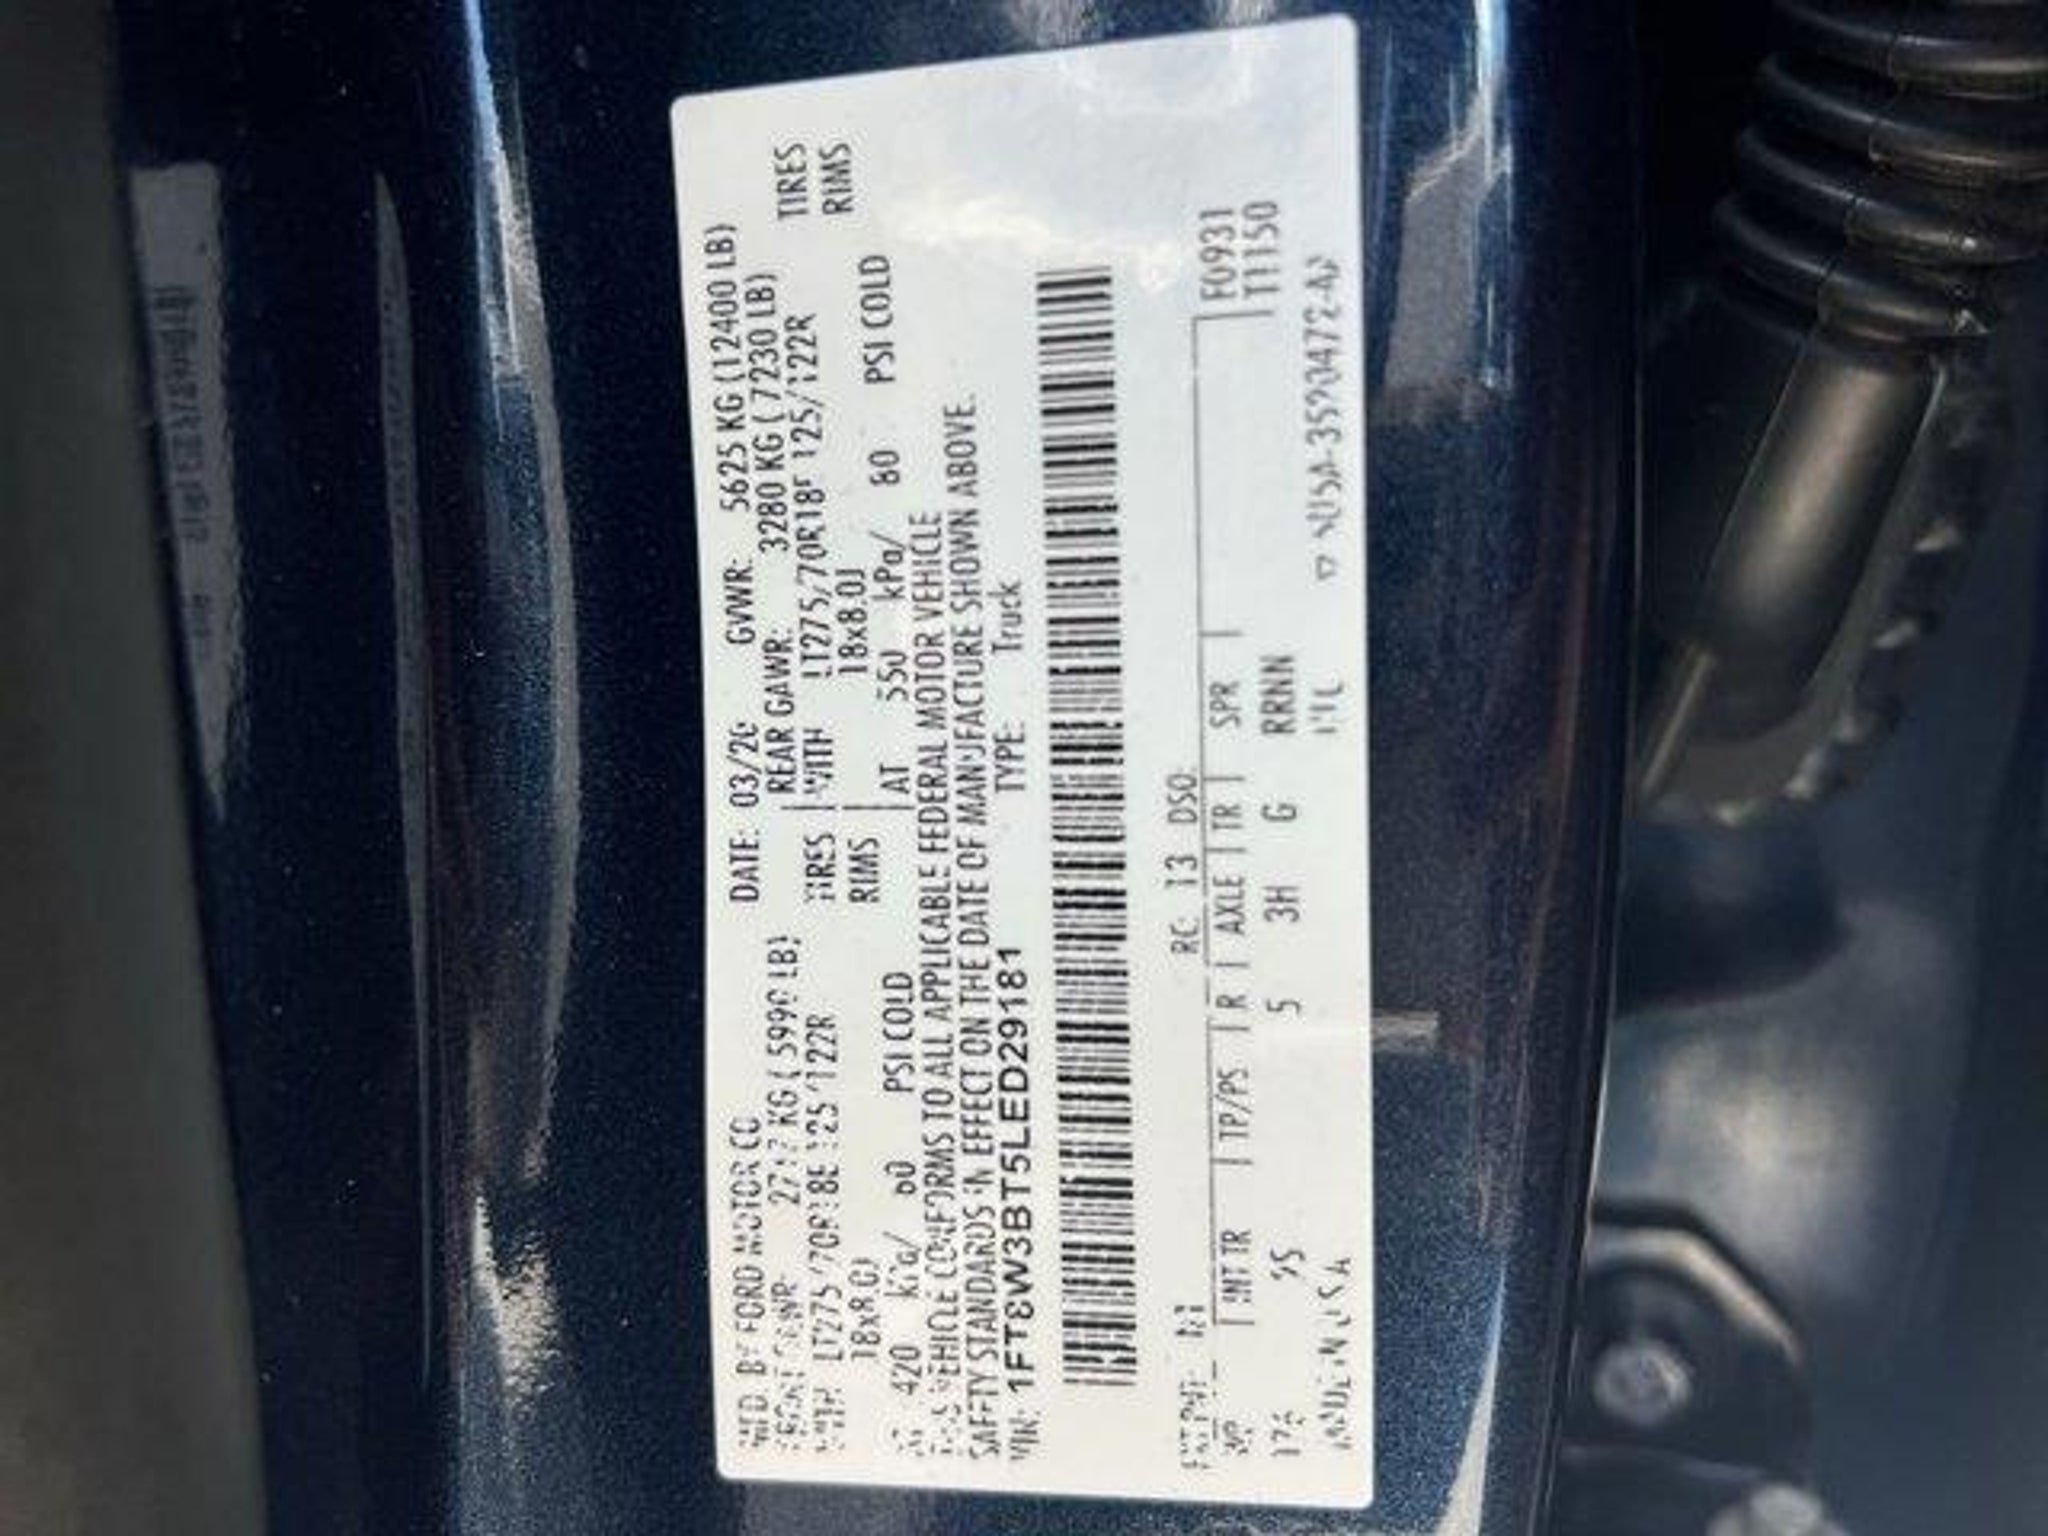 MFD BY FORD MOTOR CO
DATE: 03/20 GVWR: 5625 KG (12400 LB)
FRONT GAWR: KG (5990 LB) REAR GAWR: 3280 KG (7230 LB)
WITH LT275/70R18E 125/122R TIRES WITH LT275/70R18E 125/122R TIRES
18x8.0J RIMS 18x8.0J RIMS
AT 420 kPa/ 60 PSI COLD AT 550 kPa/ 80 PSI COLD
THIS VEHICLE CONFORMS TO ALL APPLICABLE FEDERAL MOTOR VEHICLE
SAFETY STANDARDS IN EFFECT ON THE DATE OF MANUFACTURE SHOWN ABOVE.
VIN: 1FT8W3BT5LED29181 TYPE: Truck
F0931
T1150
EXT PNT: N1 RC: 13 DSO:
WB INT TR TP/PS R AXLE TR SPR
176 5 3H G RRNN
MADE IN USA